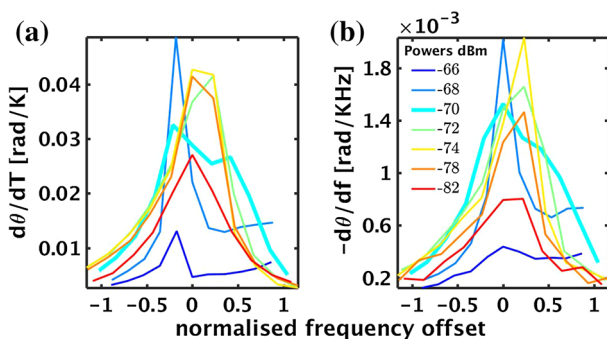 (a)
dθ/dT [rad/K]
0.04
0.03
0.02
0.01
-1 -0.5 0 0.5 1
(b)
×10⁻³
-dθ/df [rad/KHz]
1.8
1.4
1
0.6
0.2
Powers dBm
-66
-68
-70
-72
-74
-78
-82
-1 -0.5 0 0.5 1
normalised frequency offset